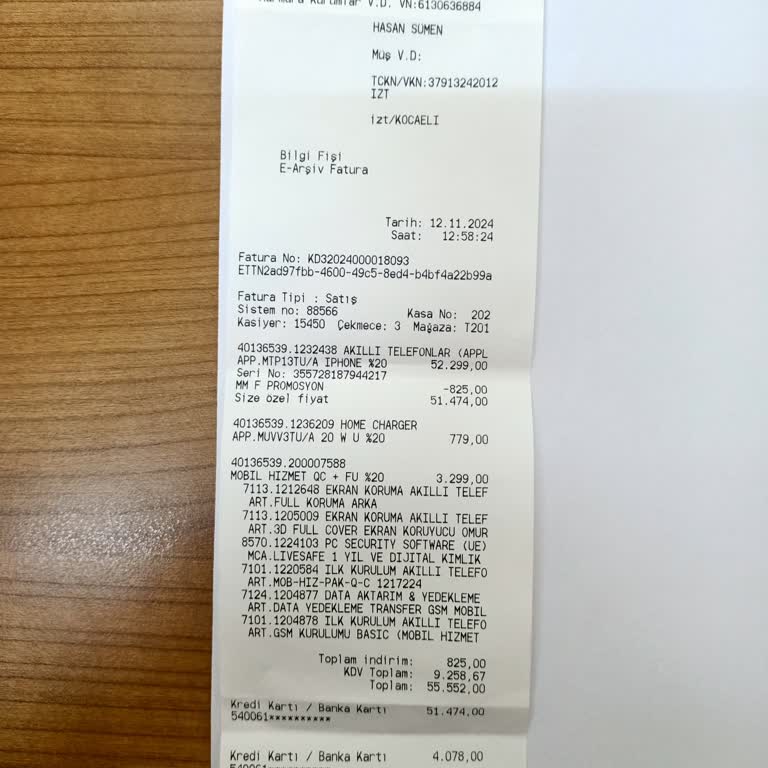 Marmara Kurumlar V.D. VN:6130636884
HASAN SÜMEN
Müş V.D:
TCKN/VKN:37913242012
IZT
izt/KOCAELI
Bilgi Fişi
E-Arşiv Fatura
Tarih: 12.11.2024
Saat: 12:58:24
Fatura No: KD32024000018093
ETTN2ad97fbb-4600-49c5-8ed4-b4bf4a22b99a
Fatura Tipi : Satış
Sistem no: 88566 Kasa No: 202
Kasiyer: 15450 Çekmece: 3 Mağaza: T201
40136539.1232438 AKILLI TELEFONLAR (APPL
APP.MTP13TU/A IPHONE %20 52.299,00
Seri No: 355728187944217
MM F PROMOSYON -825,00
Size özel fiyat 51.474,00
40136539.1236209 HOME CHARGER
APP.MUVV3TU/A 20 W U %20 779,00
40136539.200007588
MOBIL HIZMET QC + FU %20 3.299,00
7113.1212648 EKRAN KORUMA AKILLI TELEF
ART.FULL KORUMA ARKA
7113.1205009 EKRAN KORUMA AKILLI TELEF
ART.3D FULL COVER EKRAN KORUYUCU OMUR
8570.1224103 PC SECURITY SOFTWARE (UE)
MCA.LIVESAFE 1 YIL VE DIJITAL KIMLIK
7101.1220584 ILK KURULUM AKILLI TELEFO
ART.MOB-HIZ-PAK-Q-C 1217224
7124.1204877 DATA AKTARIM & YEDEKLEME
ART.DATA YEDEKLEME TRANSFER GSM MOBIL
7101.1204878 ILK KURULUM AKILLI TELEFO
ART.GSM KURULUMU BASIC (MOBIL HIZMET
Toplam indirim: 825,00
KDV Toplam: 9.258,67
Toplam: 55.552,00
Kredi Kartı / Banka Kartı 51.474,00
540061**********
Kredi Kartı / Banka Kartı 4.078,00
540061**********